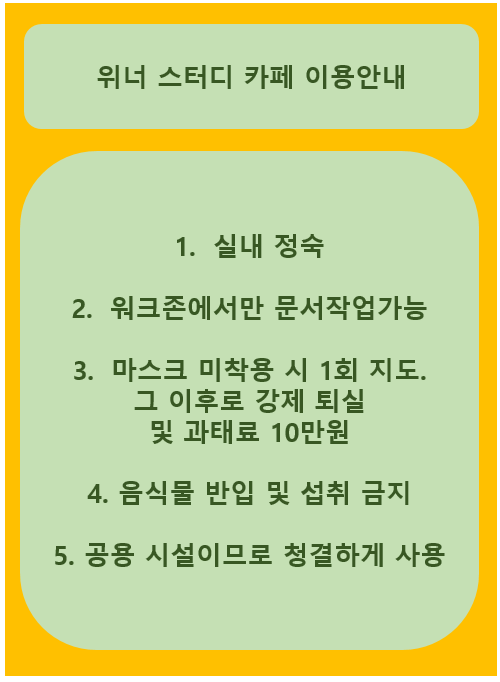 위너 스터디 카페 이용안내
1. 실내 정숙
2. 워크존에서만 문서작업가능
3. 마스크 미착용 시 1회 지도.
그 이후로 강제 퇴실
및 과태료 10만원
4. 음식물 반입 및 섭취 금지
5. 공용 시설이므로 청결하게 사용